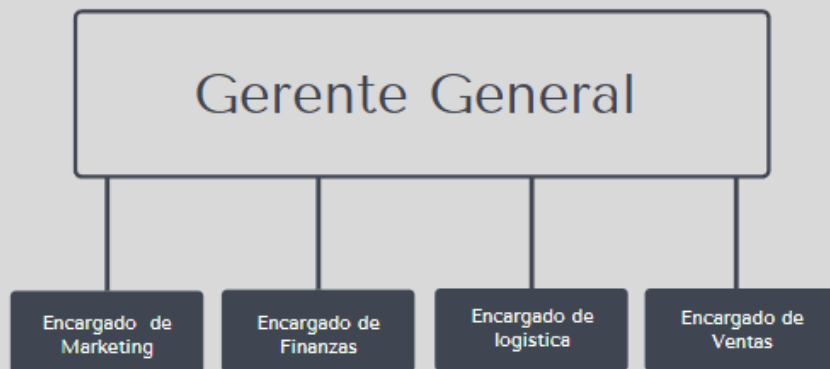 Gerente General
Encargado de
Marketing
Encargado de
Finanzas
Encargado de
logistica
Encargado de
Ventas